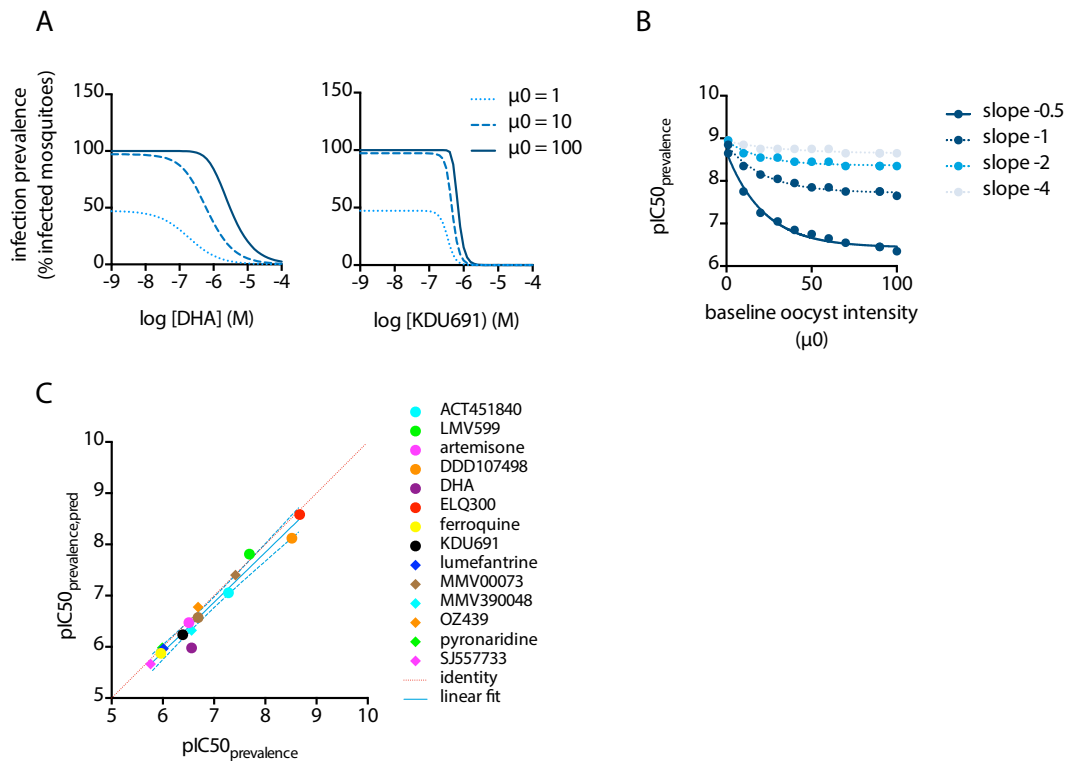 A
infection prevalence
(% infected mosquitoes)
150
100
50
0
-9 -8 -7 -6 -5 -4
log [DHA] (M)
150
100
50
0
-9 -8 -7 -6 -5 -4
log [KDU691) (M)
μ0 = 1
μ0 = 10
μ0 = 100
B
pIC50prevalence
10
9
8
7
6
0 50 100
baseline oocyst intensity
(μ0)
slope -0.5
slope -1
slope -2
slope -4
C
pIC50prevalence,pred
10
9
8
7
6
5
5 6 7 8 9 10
pIC50prevalence
ACT451840
LMV599
artemisone
DDD107498
DHA
ELQ300
ferroquine
KDU691
lumefantrine
MMV00073
MMV390048
OZ439
pyronaridine
SJ557733
identity
linear fit